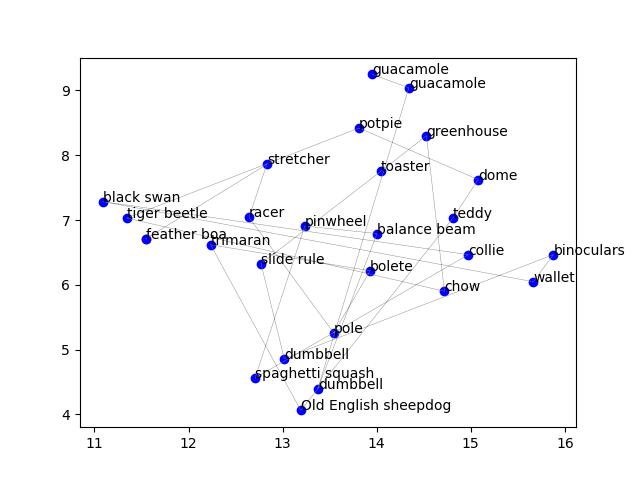 guacamole
guacamole
9
potpie
greenhouse
8
stretcher
toaster
dome
black swan
tiger beetle
racer
teddy
7
pinwheel
feather boa
balance beam
trimaran
collie
binoculars
slide rule
bolete
6
wallet
chow
pole
5
dumbbell
spaghetti squash
dumbbell
Old English sheepdog
4
11 12 13 14 15 16